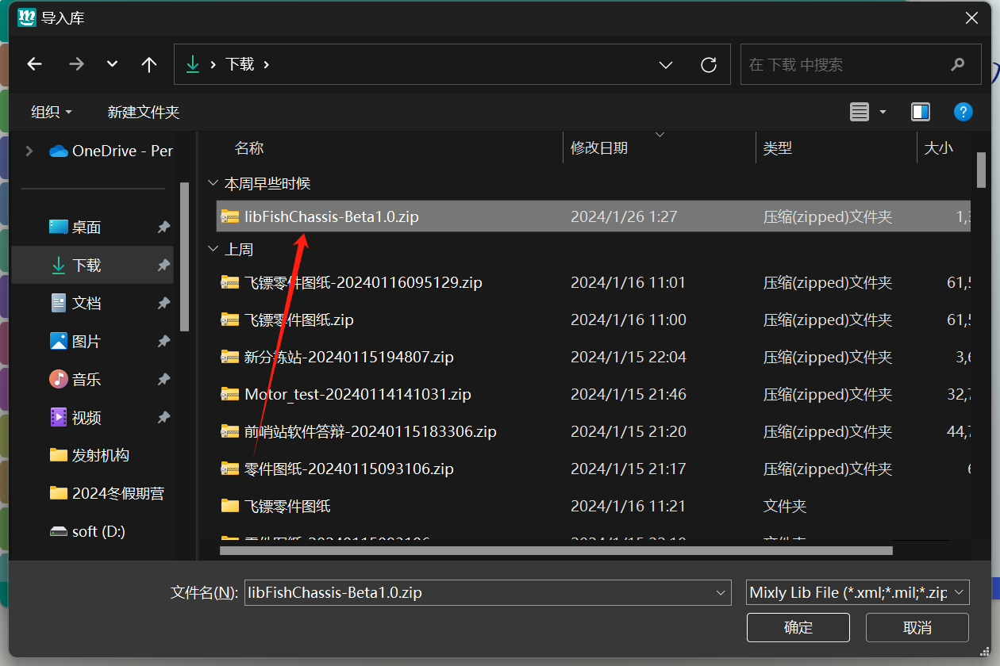 导入库
下载
在 下载 中搜索
组织
新建文件夹
名称
修改日期
类型
大小
OneDrive - Per
桌面
下载
文档
图片
音乐
视频
发射机构
2024冬假期营
soft (D:)
本周早些时候
libFishChassis-Beta1.0.zip 2024/1/26 1:27 压缩(zipped)文件夹 1,3
上周
飞镖零件图纸-20240116095129.zip 2024/1/16 11:01 压缩(zipped)文件夹 61,5
飞镖零件图纸.zip 2024/1/16 11:00 压缩(zipped)文件夹 61,5
新分拣站-20240115194807.zip 2024/1/15 22:04 压缩(zipped)文件夹 3,6
Motor_test-20240114141031.zip 2024/1/15 21:46 压缩(zipped)文件夹 32,7
前哨站软件答辩-20240115183306.zip 2024/1/15 21:20 压缩(zipped)文件夹 44,7
零件图纸-20240115093106.zip 2024/1/15 21:17 压缩(zipped)文件夹 6
飞镖零件图纸 2024/1/16 11:21 文件夹
文件名(N):
libFishChassis-Beta1.0.zip
Mixly Lib File (*.xml;*.mil;*.zip
确定
取消